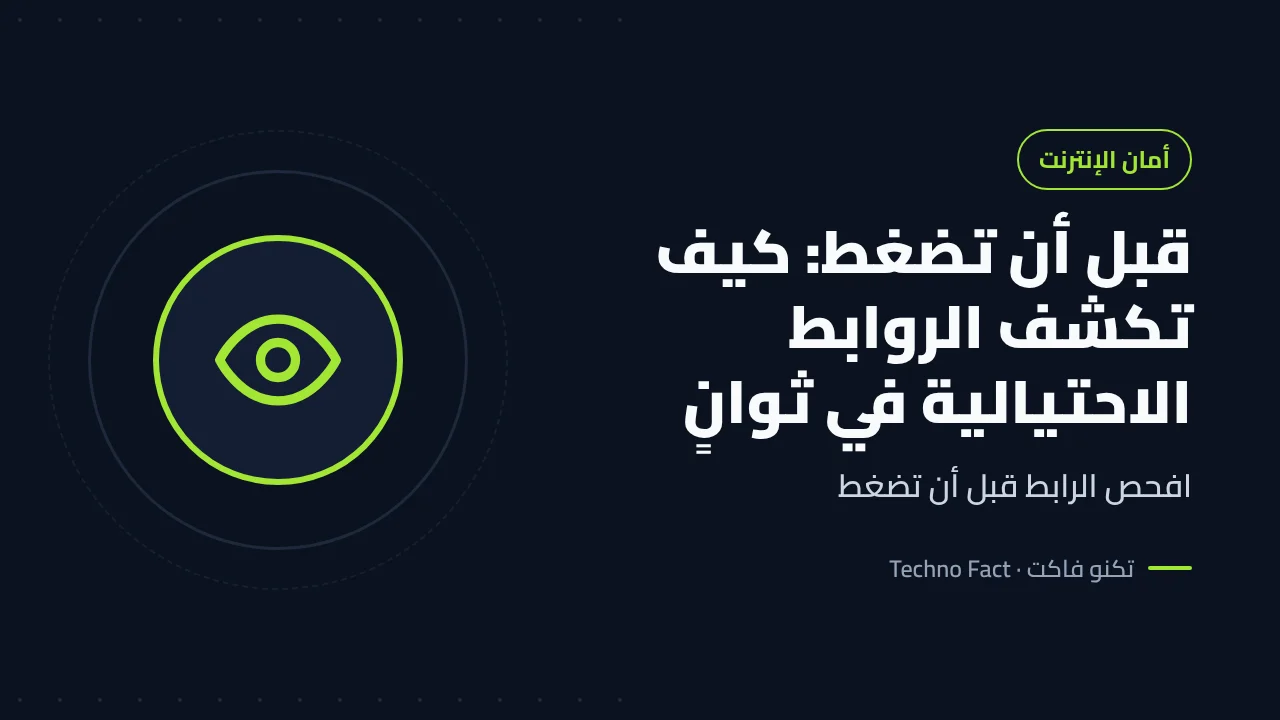 أمان الإنترنت
قبل أن تضغط: كيف
تكشف الروابط
الاحتيالية في ثوانٍ
افحص الرابط قبل أن تضغط
تكنو فاكت · Techno Fact